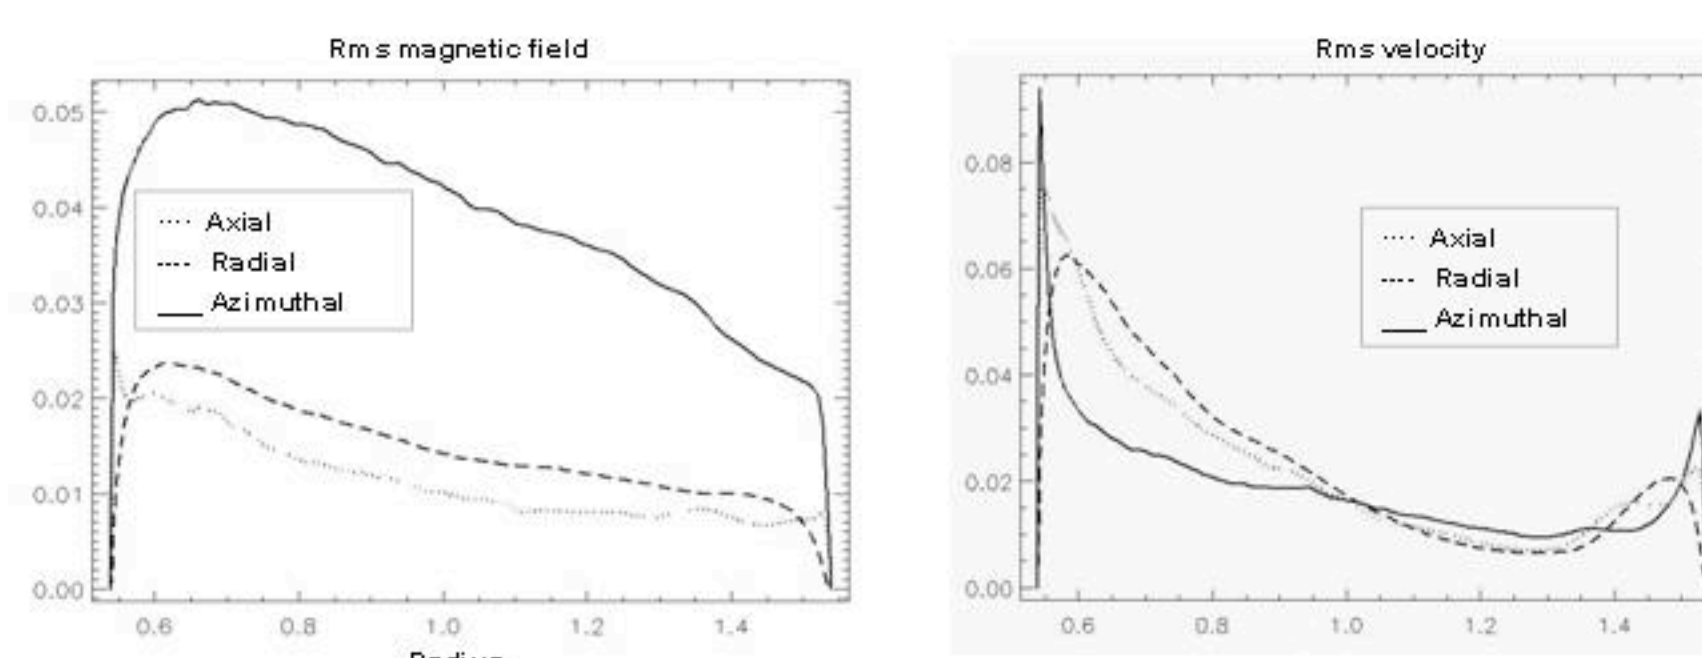 Rms magnetic field
0.05
0.04
0.03
0.02
0.01
0.00
Axial
Radial
Azimuthal
0.6 0.8 1.0 1.2 1.4
Radius
Rms velocity
0.08
0.06
0.04
0.02
0.00
Axial
Radial
Azimuthal
0.6 0.8 1.0 1.2 1.4